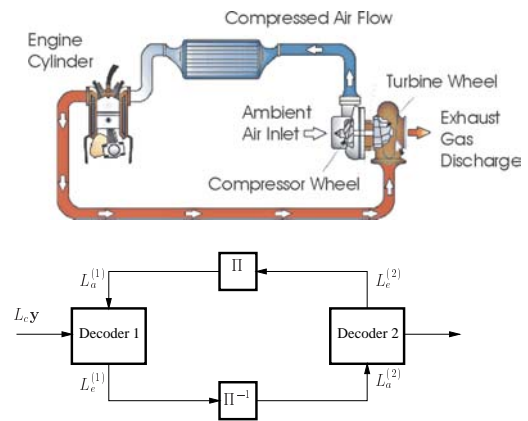 Compressed Air Flow
Engine
Cylinder
Turbine Wheel
Ambient
Air Inlet
Exhaust
Gas
Discharge
Compressor Wheel
Π
L_a^{(1)}
L_e^{(2)}
L_c y
Decoder 1
Decoder 2
L_e^{(1)}
Π^{-1}
L_a^{(2)}